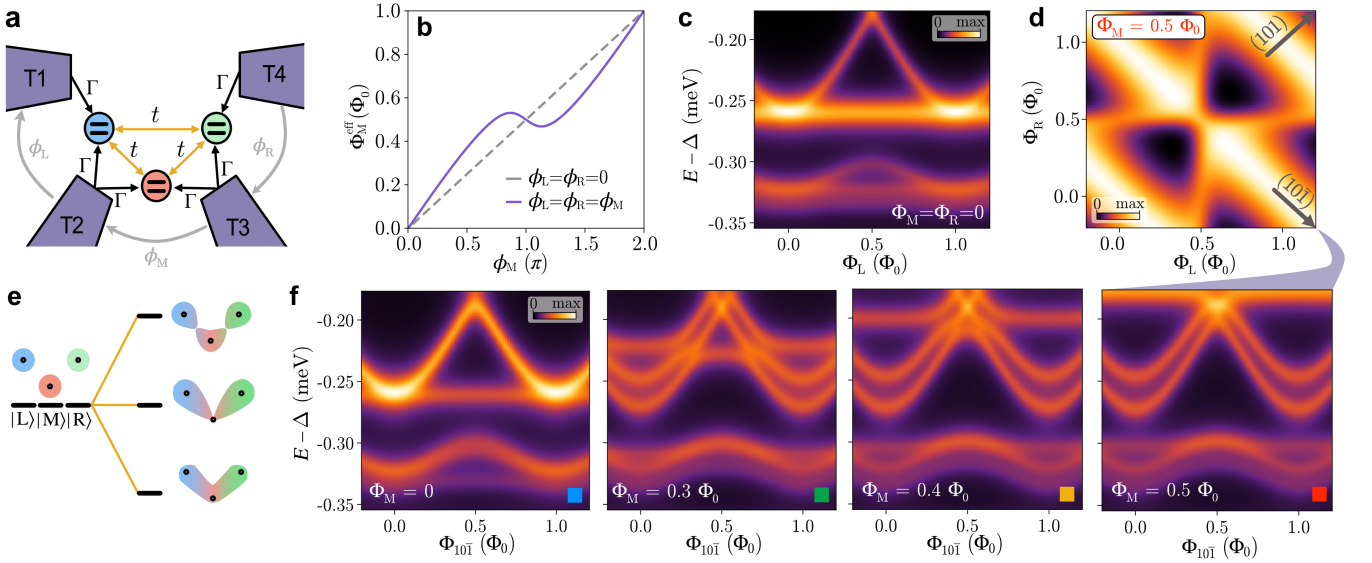 a
T1
T4
Γ
Γ
t
ϕL
t
t
ϕR
Γ
Γ
Γ
Γ
T2
T3
ϕM
b
Φ_M^eff (Φ0)
1.0
0.8
0.6
0.4
0.2
0.0
ϕL=ϕR=0
ϕL=ϕR=ϕM
0.0 0.5 1.0 1.5 2.0
ϕM (π)
c
E − Δ (meV)
-0.20
-0.25
-0.30
-0.35
0 max
ΦM=ΦR=0
0.0 0.5 1.0
ΦL (Φ0)
d
ΦM = 0.5 Φ0
(101)
ΦR (Φ0)
1.0
0.5
0.0
(101̄)
0 max
0.0 0.5 1.0
ΦL (Φ0)
e
|L⟩|M⟩|R⟩
f
E − Δ (meV)
-0.20
-0.25
-0.30
-0.35
0 max
ΦM = 0
0.0 0.5 1.0
Φ101̄ (Φ0)
ΦM = 0.3 Φ0
0.0 0.5 1.0
Φ101̄ (Φ0)
ΦM = 0.4 Φ0
0.0 0.5 1.0
Φ101̄ (Φ0)
ΦM = 0.5 Φ0
0.0 0.5 1.0
Φ101̄ (Φ0)